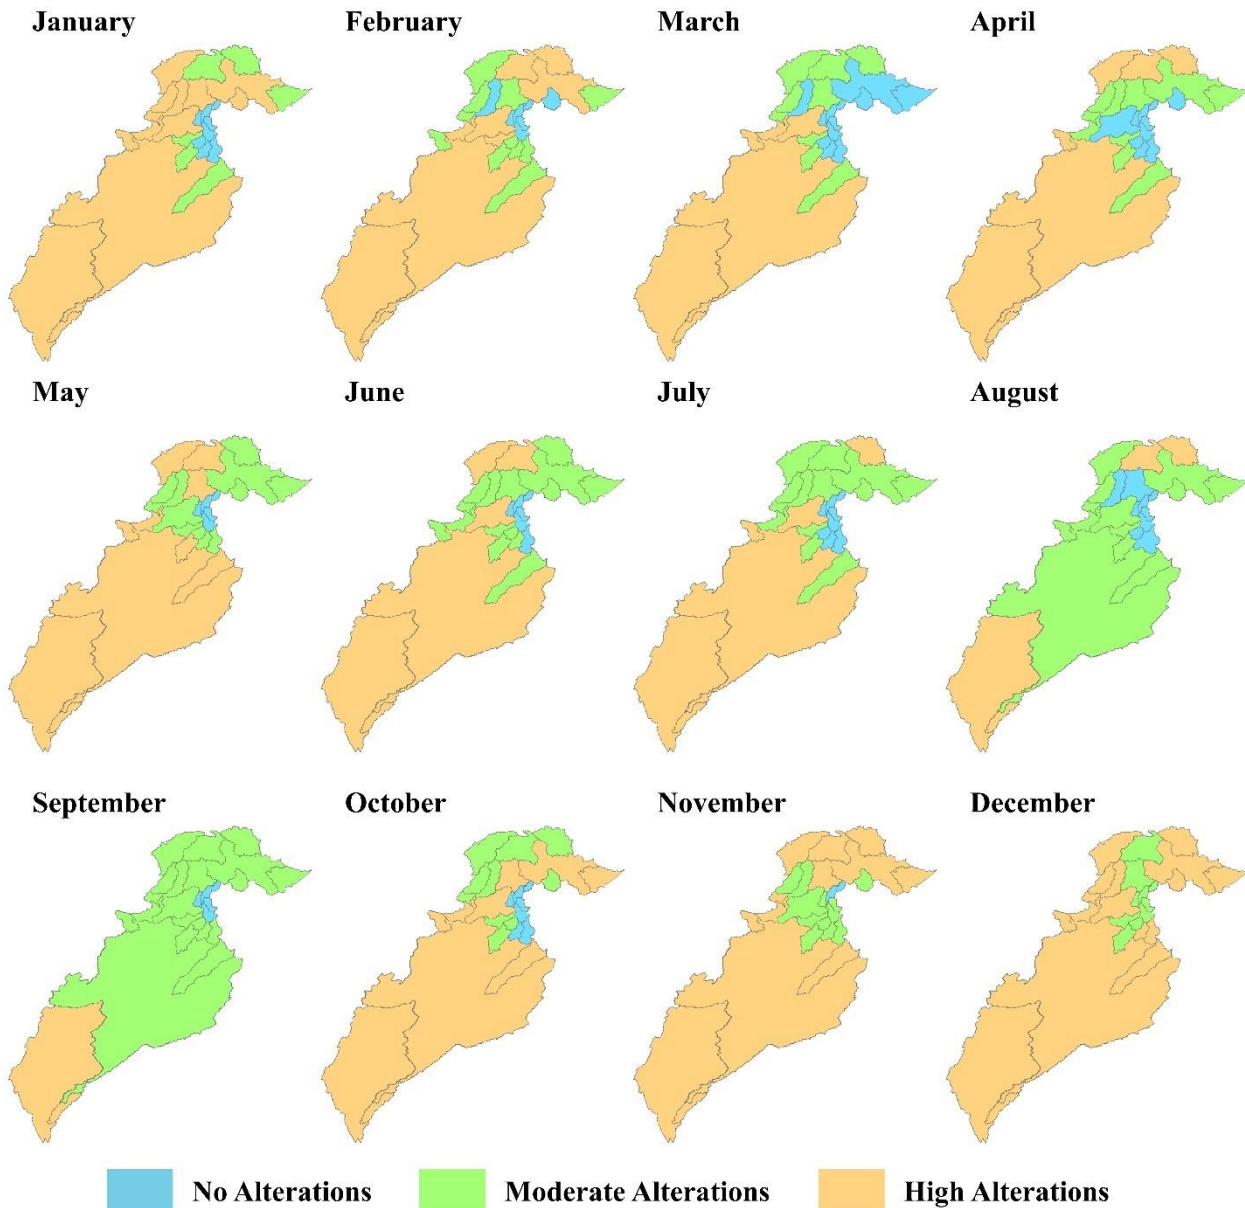 January
February
March
April
May
June
July
August
September
October
November
December
No Alterations
Moderate Alterations
High Alterations